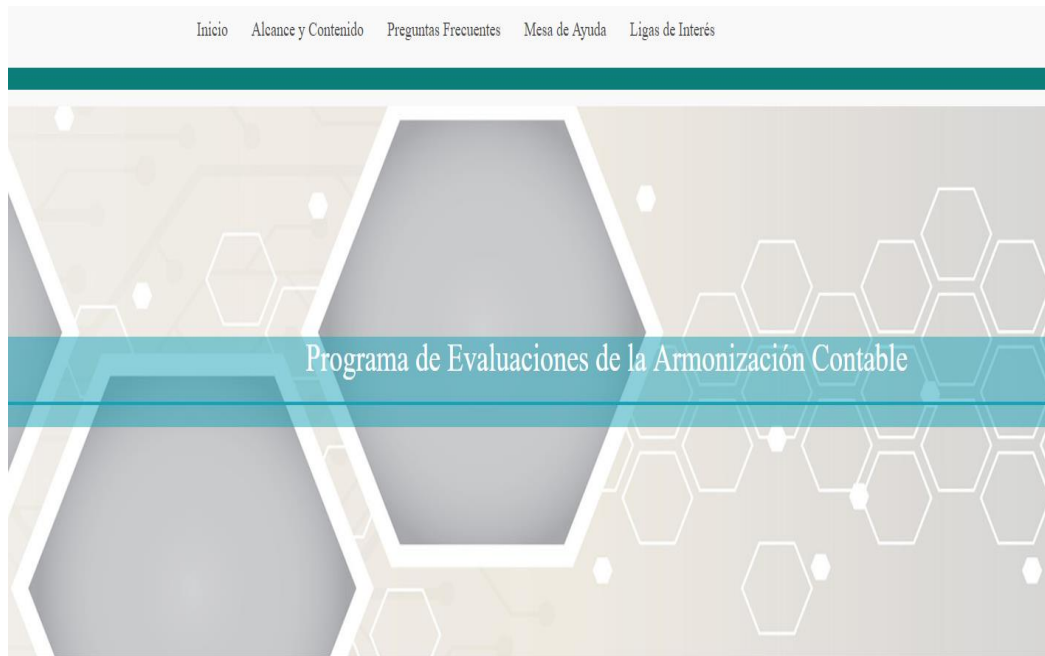 Inicio Alcance y Contenido Preguntas Frecuentes Mesa de Ayuda Ligas de Interés
Programa de Evaluaciones de la Armonización Contable